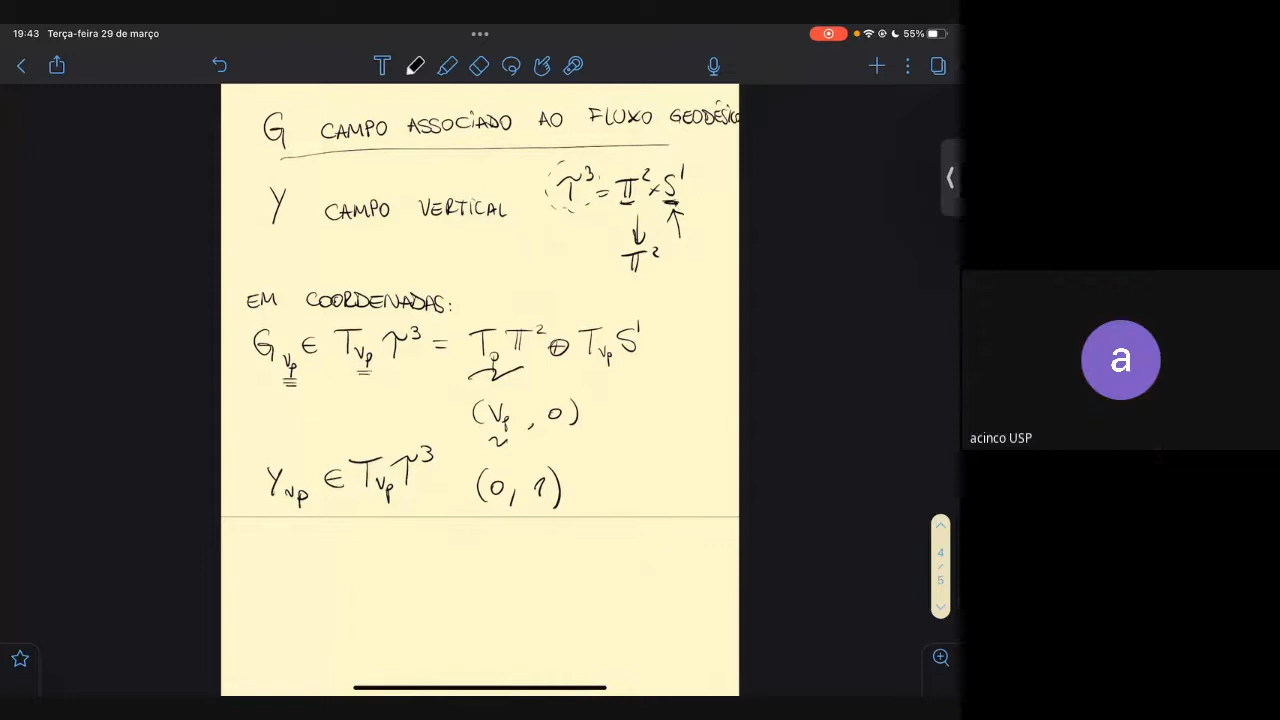 19:43 Terça-feira 29 de março
55%
G CAMPO ASSOCIADO AO FLUXO GEODÉSICO
Y CAMPO VERTICAL
𝒯³ = 𝕋² × S¹
↓ ↑
𝕋²
EM COORDENADAS:
G_{v_p} ∈ T_{v_p} 𝒯³ = T_p 𝕋² ⊕ T_{v_p} S¹
(v_p, 0)
Y_{v_p} ∈ T_{v_p} 𝒯³ (0, 1)
4/5
a
acinco USP